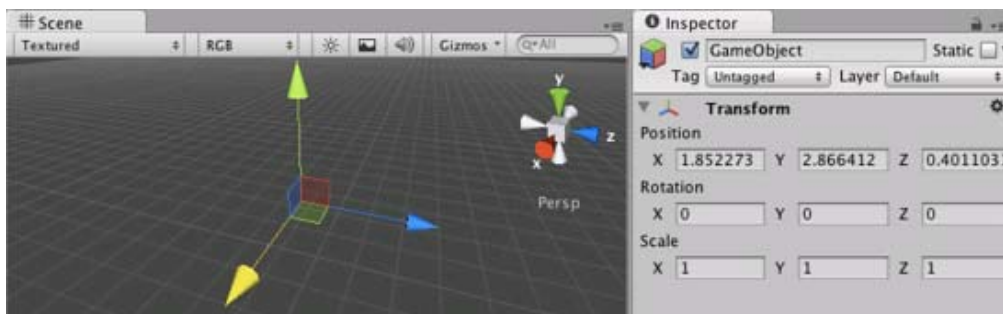 Scene
Textured RGB Gizmos All
y
z
x
Persp
Inspector
GameObject Static
Tag Untagged Layer Default
Transform
Position
X 1.852273 Y 2.866412 Z 0.401103
Rotation
X 0 Y 0 Z 0
Scale
X 1 Y 1 Z 1